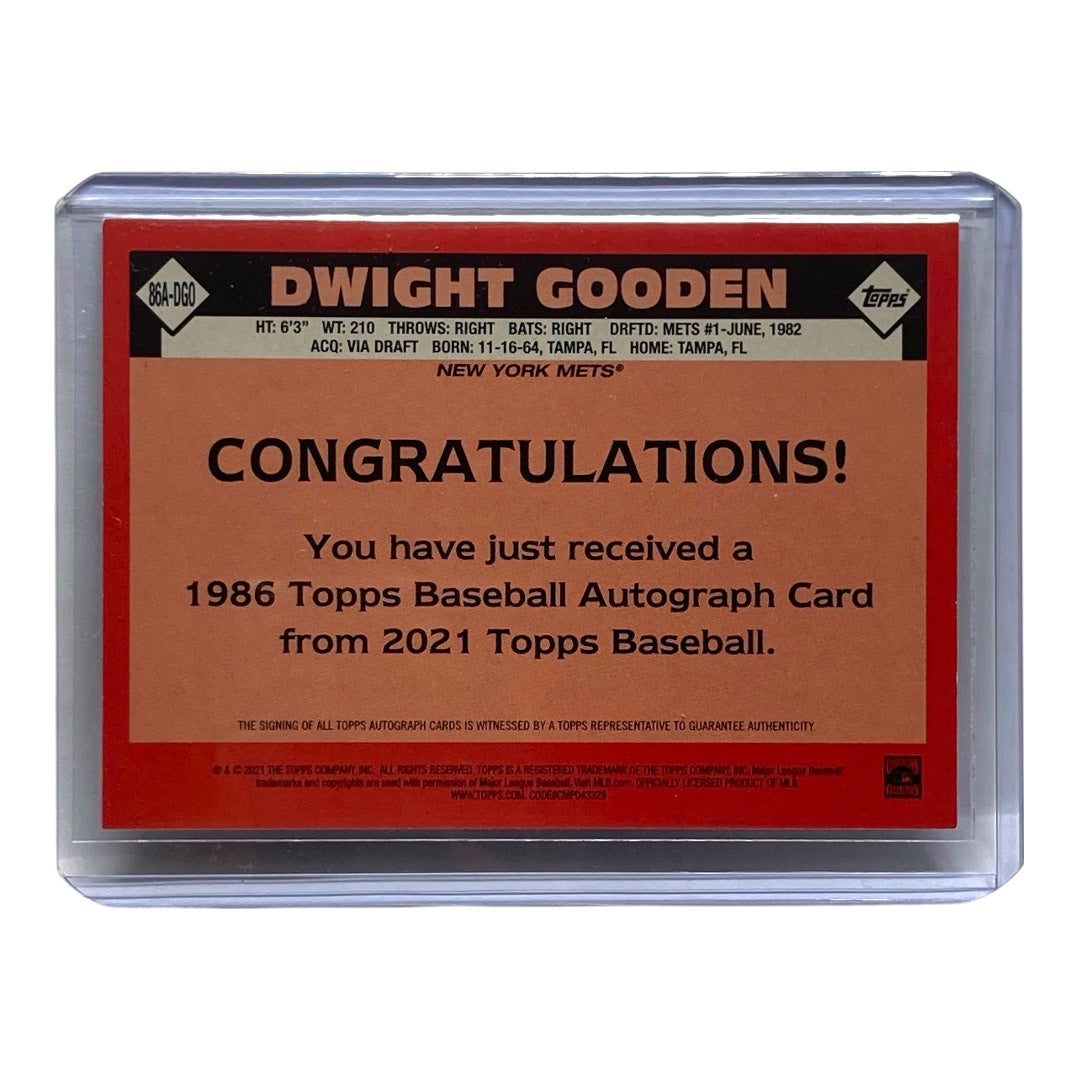 86A-DGO
DWIGHT GOODEN
Topps
HT: 6'3" WT: 210 THROWS: RIGHT BATS: RIGHT DRFTD: METS #1-JUNE, 1982
ACQ: VIA DRAFT BORN: 11-16-64, TAMPA, FL HOME: TAMPA, FL
NEW YORK METS®
CONGRATULATIONS!
You have just received a
1986 Topps Baseball Autograph Card
from 2021 Topps Baseball.
THE SIGNING OF ALL TOPPS AUTOGRAPH CARDS IS WITNESSED BY A TOPPS REPRESENTATIVE TO GUARANTEE AUTHENTICITY.
® & © 2021 THE TOPPS COMPANY, INC. ALL RIGHTS RESERVED. TOPPS IS A REGISTERED TRADEMARK OF THE TOPPS COMPANY, INC. Major League Baseball
trademarks and copyrights are used with permission of Major League Baseball. Visit MLB.com. OFFICIALLY LICENSED PRODUCT OF MLB
WWW.TOPPS.COM. CODE#CMP043328